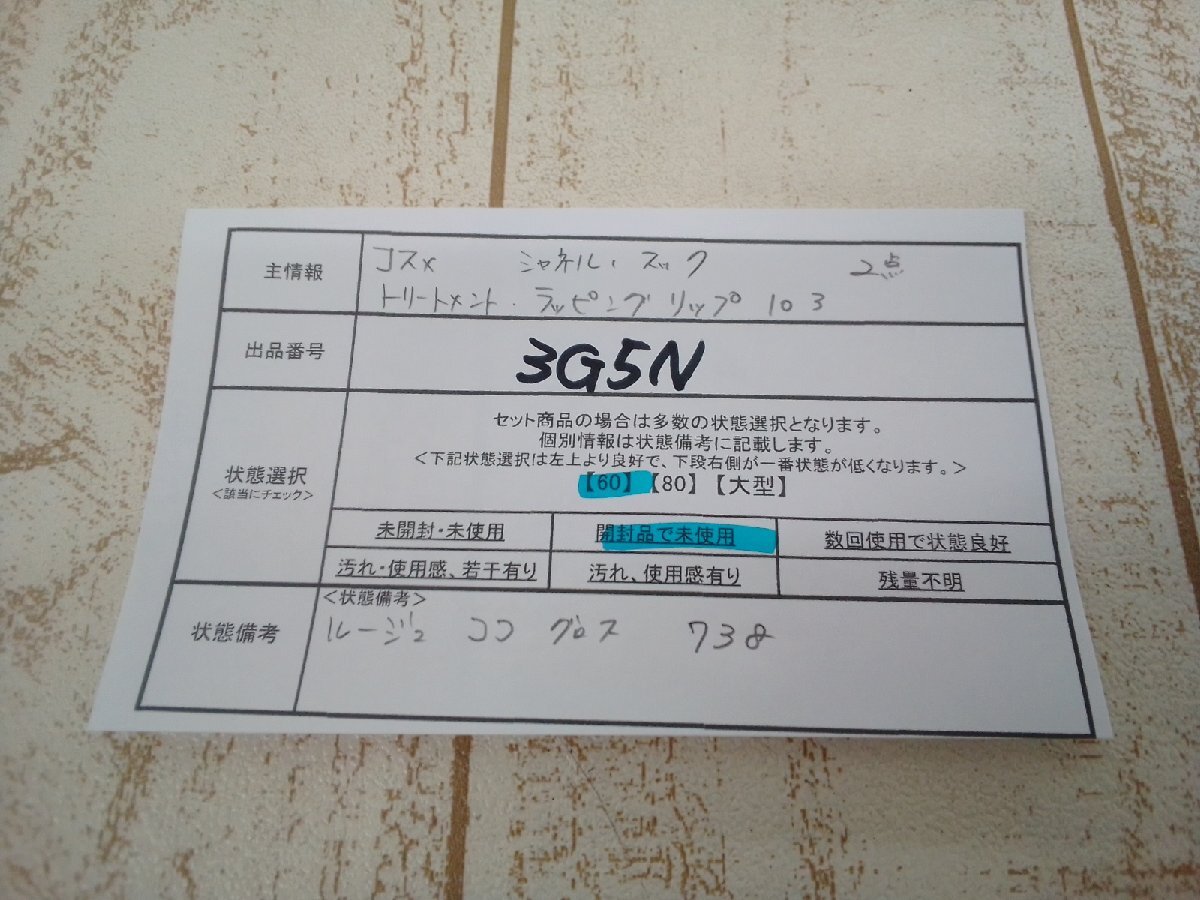 主情報
コスメ シャネル・スック 2点
トリートメント・ラッピングリップ 103
出品番号
3G5N
状態選択
<該当にチェック>
セット商品の場合は多数の状態選択となります。
個別情報は状態備考に記載します。
<下記状態選択は左上より良好で、下段右側が一番状態が低くなります。>
【60】【80】【大型】
未開封・未使用 開封品で未使用 数回使用で状態良好
汚れ・使用感、若干有り 汚れ、使用感有り 残量不明
状態備考
<状態備考>
ルージュ ココ グロス 738